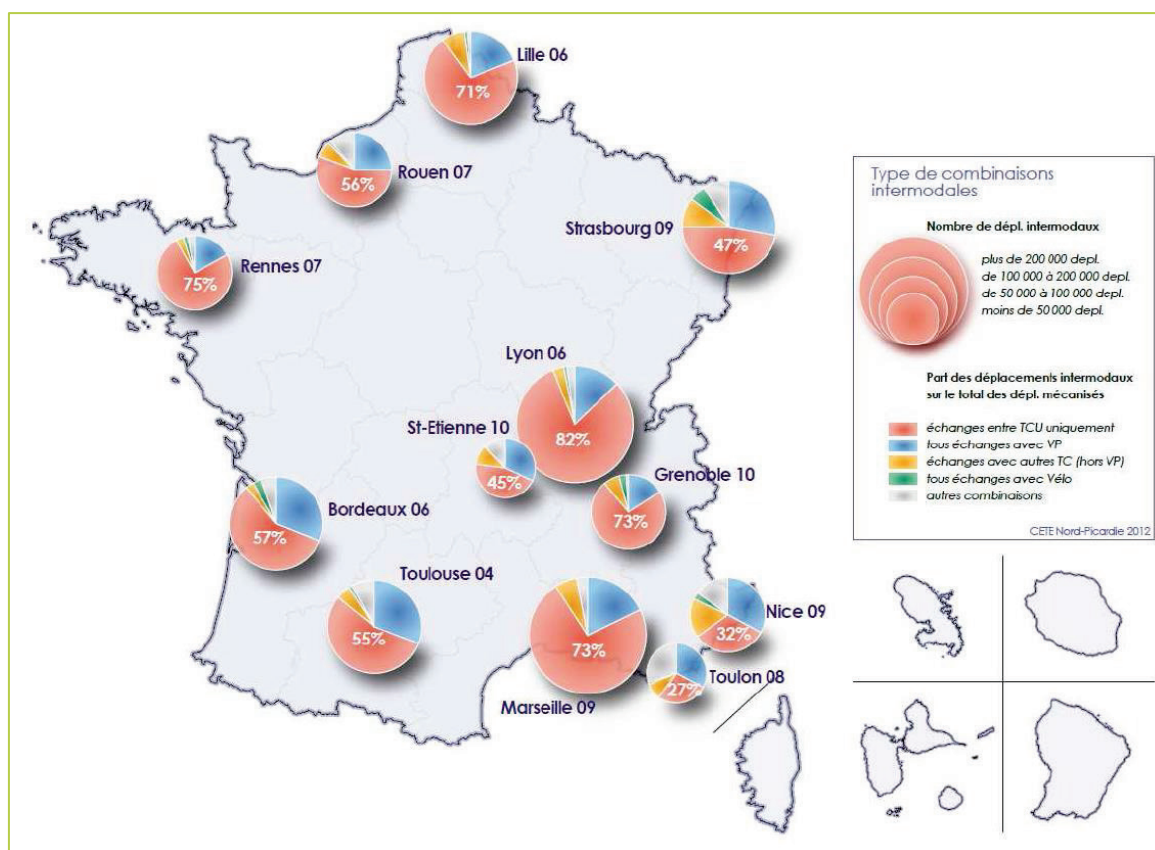 Lille 06
71%
Rouen 07
56%
Strasbourg 09
47%
Rennes 07
75%
Lyon 06
82%
St-Etienne 10
45%
Grenoble 10
73%
Bordeaux 06
57%
Toulouse 04
55%
Marseille 09
73%
Nice 09
32%
Toulon 08
27%
Type de combinaisons
intermodales
Nombre de dépl. intermodaux
plus de 200 000 depl.
de 100 000 à 200 000 depl.
de 50 000 à 100 000 depl.
moins de 50 000 depl.
Part des déplacements intermodaux
sur le total des dépl. mécanisés
échanges entre TCU uniquement
tous échanges avec VP
échanges avec autres TC (hors VP)
tous échanges avec Vélo
autres combinaisons
CETE Nord-Picardie 2012